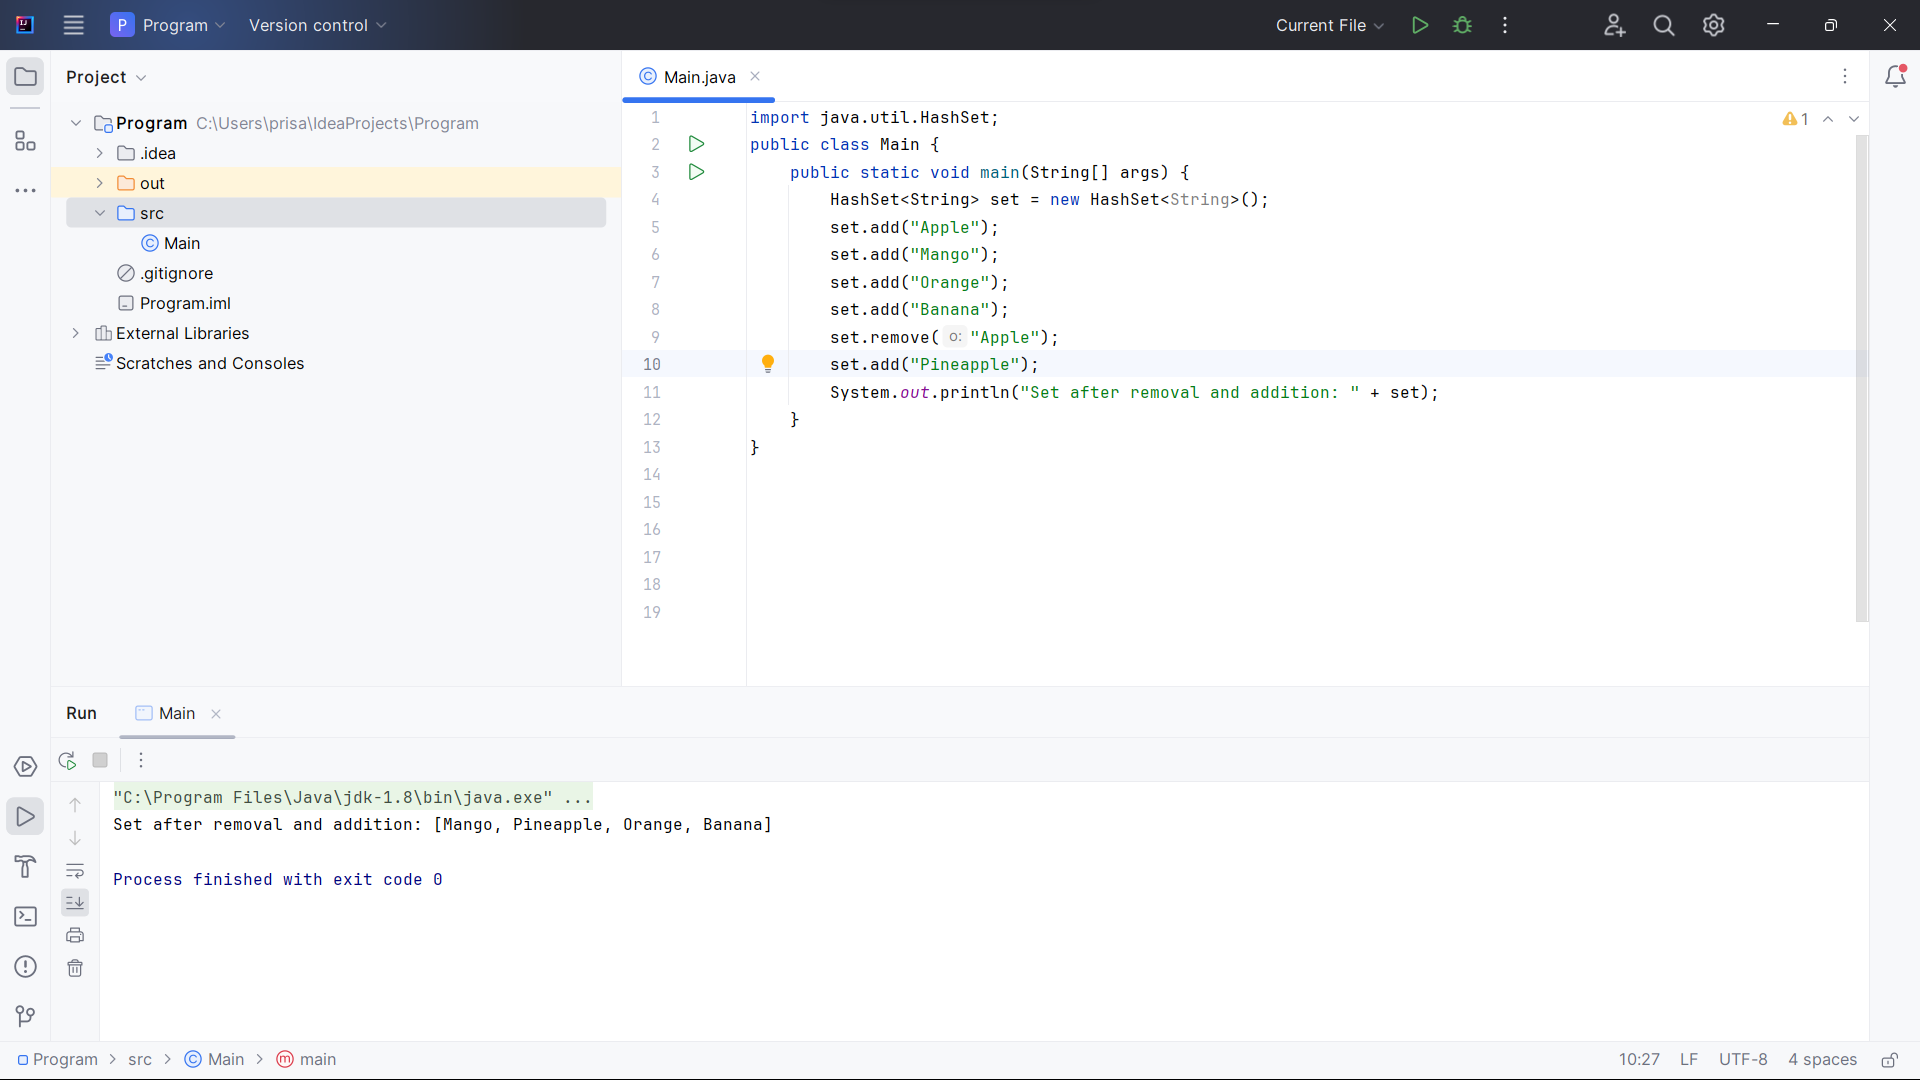 P Program Version control Current File
Project
Main.java
Program C:\Users\prisa\IdeaProjects\Program
.idea
out
src
Main
.gitignore
Program.iml
External Libraries
Scratches and Consoles
1 import java.util.HashSet;
2 public class Main {
3 public static void main(String[] args) {
4 HashSet<String> set = new HashSet<String>();
5 set.add("Apple");
6 set.add("Mango");
7 set.add("Orange");
8 set.add("Banana");
9 set.remove( o: "Apple");
10 set.add("Pineapple");
11 System.out.println("Set after removal and addition: " + set);
12 }
13 }
14
15
16
17
18
19
1
Run Main
"C:\Program Files\Java\jdk-1.8\bin\java.exe" ...
Set after removal and addition: [Mango, Pineapple, Orange, Banana]
Process finished with exit code 0
Program > src > Main > main 10:27 LF UTF-8 4 spaces